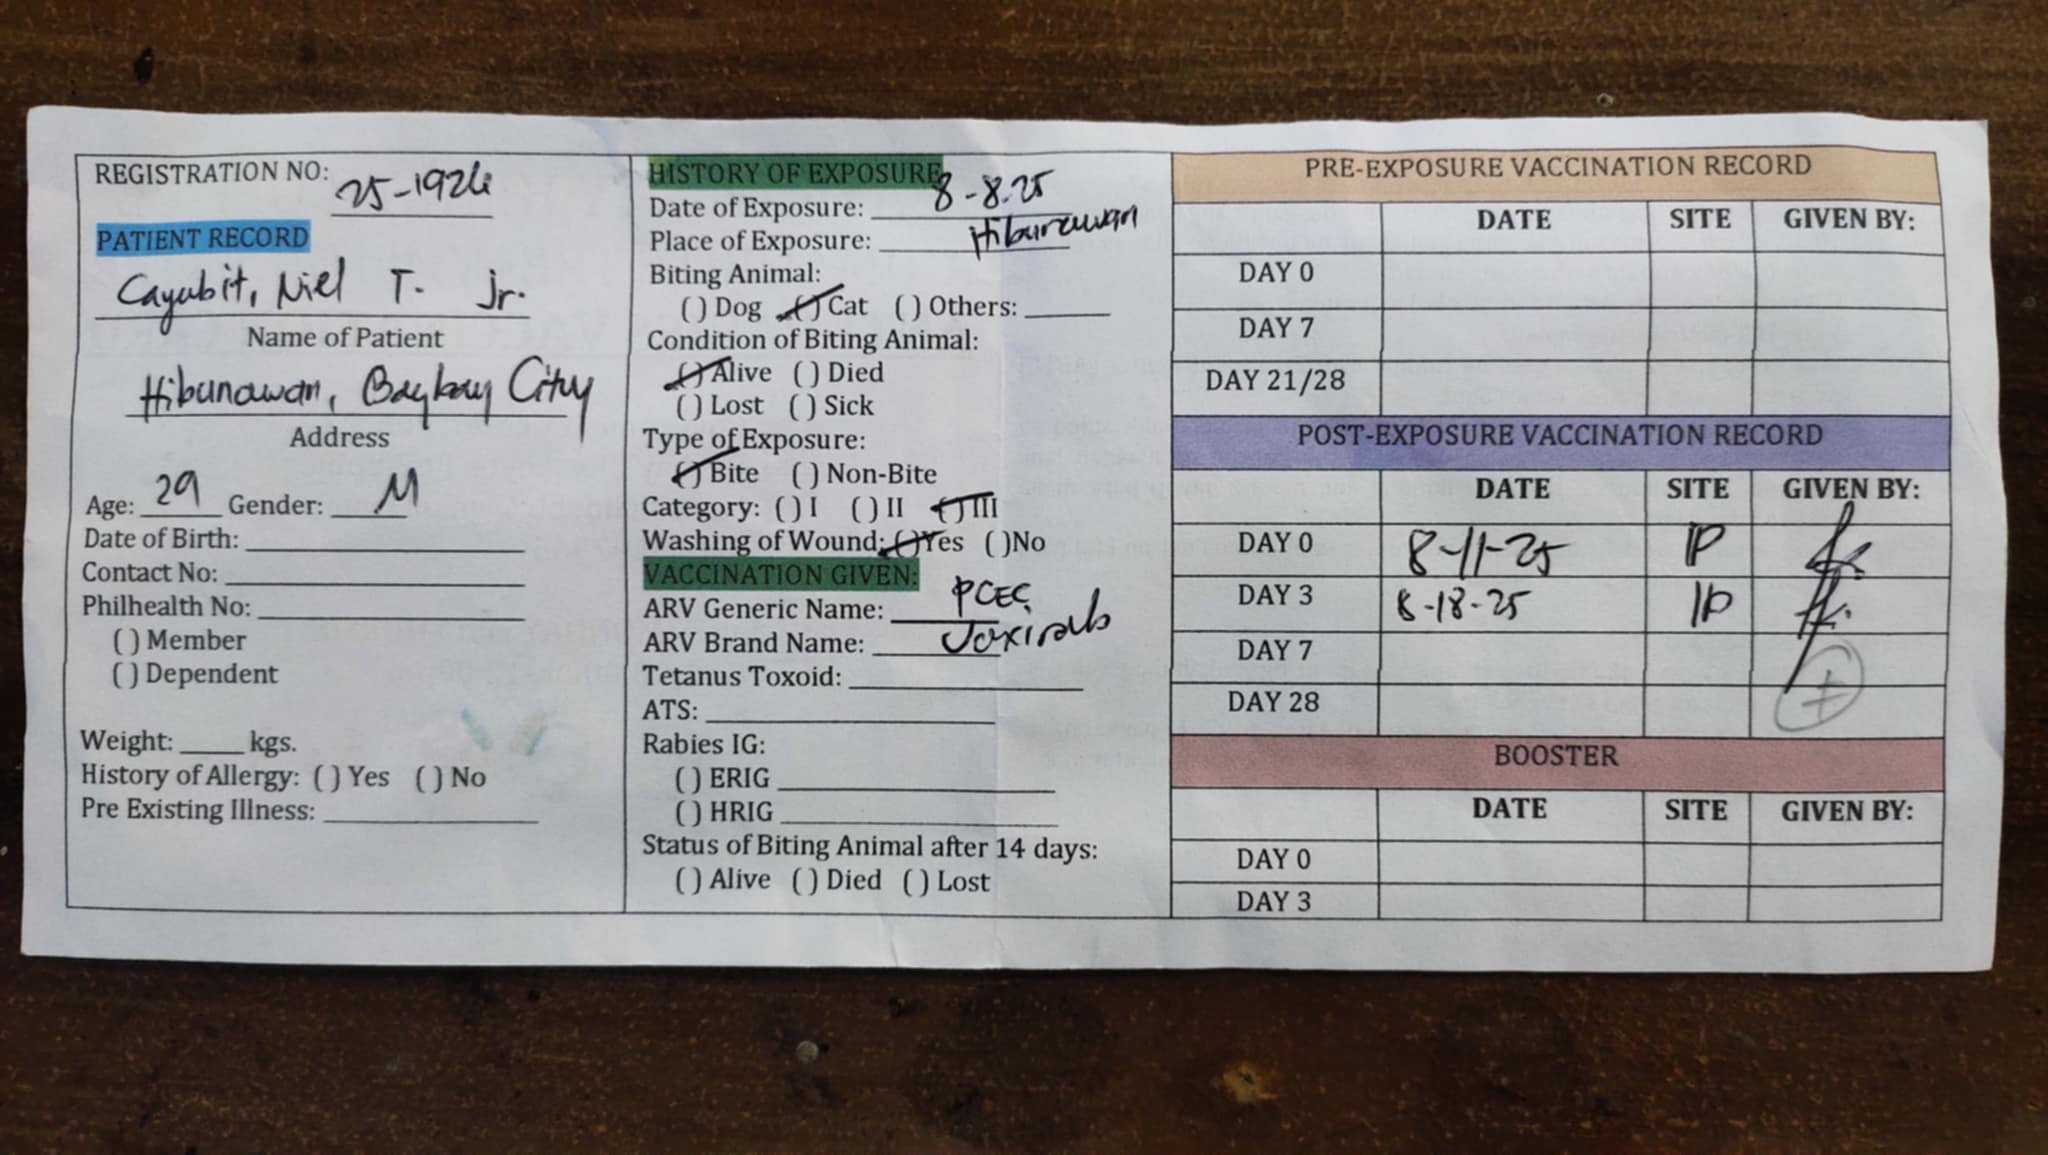 REGISTRATION NO: 25-1924
PATIENT RECORD
Cayubit, Niel T. Jr.
Name of Patient
Hibunawan, Baybay City
Address
Age: 29 Gender: M
Date of Birth:
Contact No:
Philhealth No:
( ) Member
( ) Dependent
Weight: ____ kgs.
History of Allergy: ( ) Yes ( ) No
Pre Existing Illness:
HISTORY OF EXPOSURE
Date of Exposure: 8-8-25
Place of Exposure: Hibunawan
Biting Animal:
( ) Dog (/) Cat ( ) Others:
Condition of Biting Animal:
(/) Alive ( ) Died
( ) Lost ( ) Sick
Type of Exposure:
(/) Bite ( ) Non-Bite
Category: ( ) I ( ) II (/) III
Washing of Wound: (/) Yes ( ) No
VACCINATION GIVEN:
ARV Generic Name: PCEC
ARV Brand Name:
Tetanus Toxoid:
ATS:
Rabies IG:
( ) ERIG
( ) HRIG
Status of Biting Animal after 14 days:
( ) Alive ( ) Died ( ) Lost
PRE-EXPOSURE VACCINATION RECORD
DATE SITE GIVEN BY:
DAY 0
DAY 7
DAY 21/28
POST-EXPOSURE VACCINATION RECORD
DATE SITE GIVEN BY:
DAY 0 8-11-25 ID
DAY 3 8-18-25 ID
DAY 7
DAY 28
BOOSTER
DATE SITE GIVEN BY:
DAY 0
DAY 3